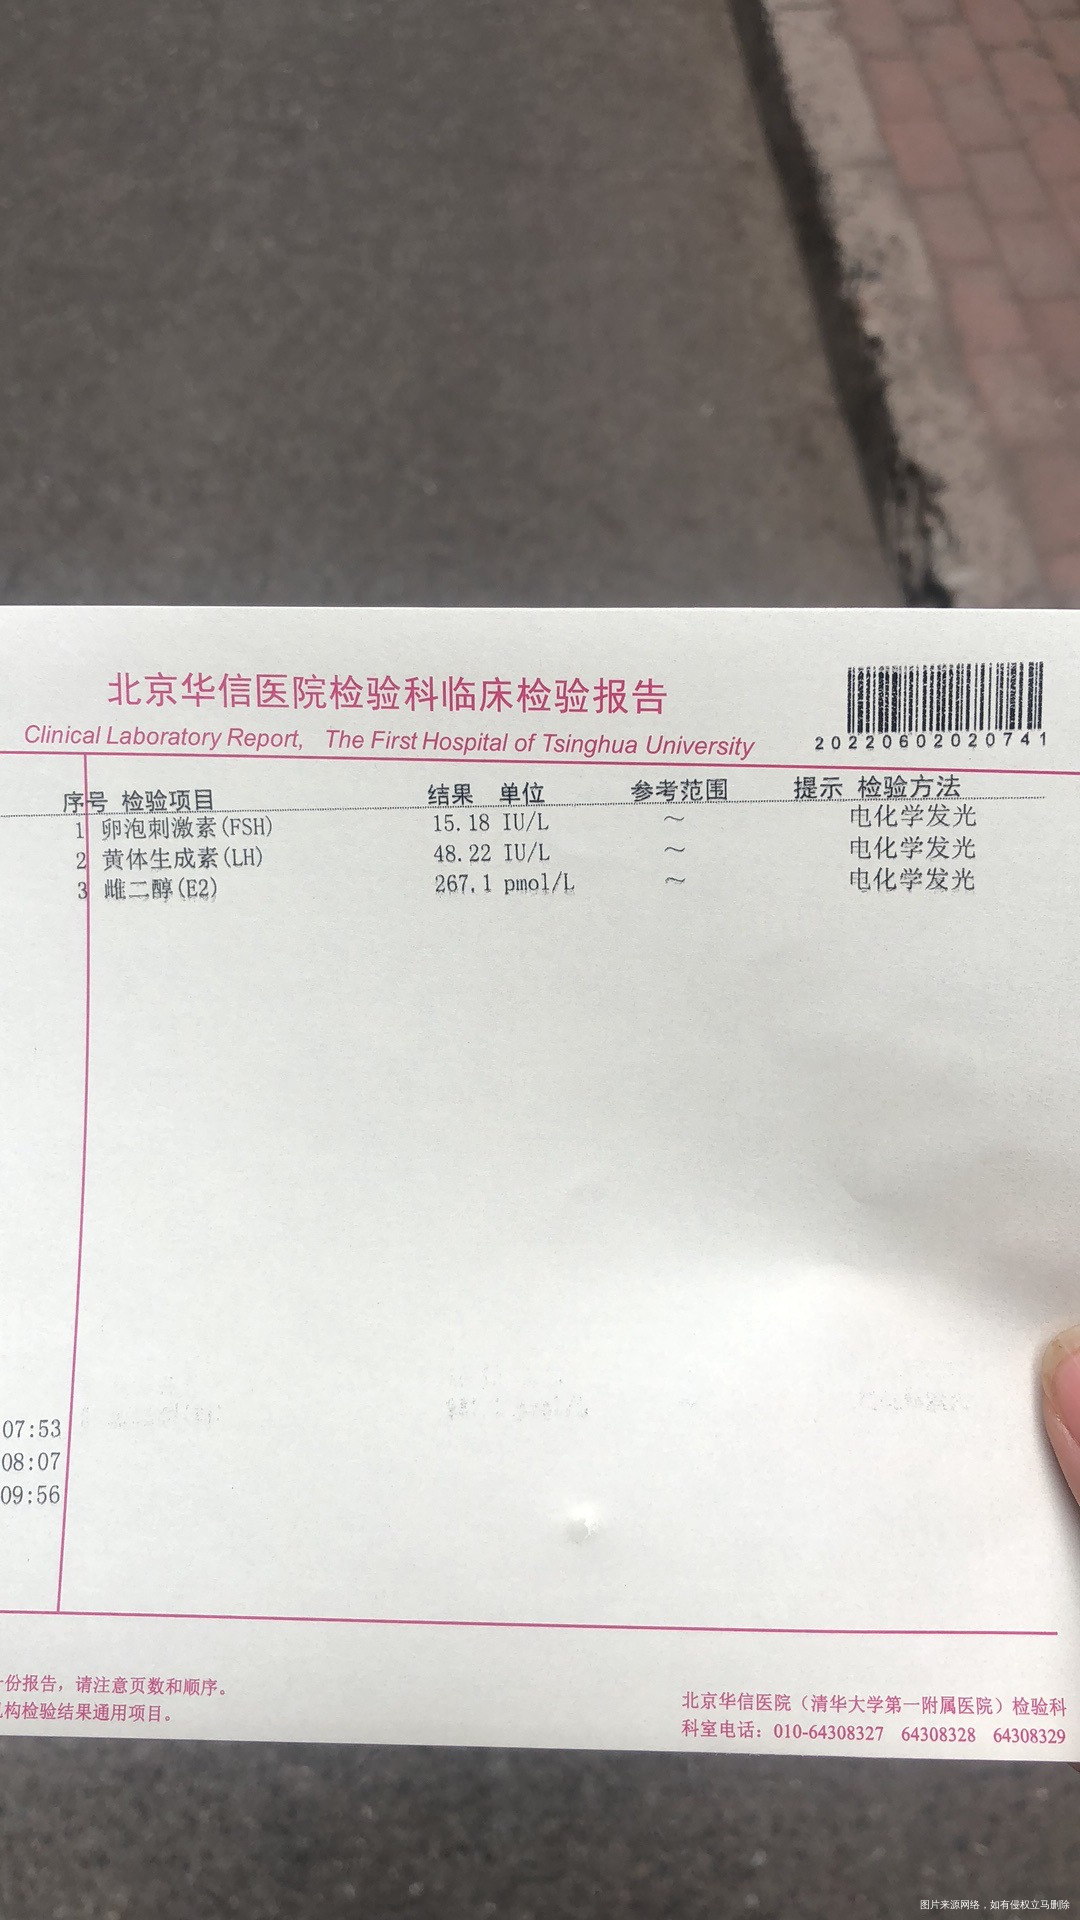 北京华信医院检验科临床检验报告
Clinical Laboratory Report, The First Hospital of Tsinghua University
20220602020741
序号 检验项目 结果 单位 参考范围 提示 检验方法
1 卵泡刺激素(FSH) 15.18 IU/L ～ 电化学发光
2 黄体生成素(LH) 48.22 IU/L ～ 电化学发光
3 雌二醇(E2) 267.1 pmol/L ～ 电化学发光
07:53
08:07
09:56
份报告，请注意页数和顺序。
构检验结果通用项目。
北京华信医院（清华大学第一附属医院）检验科
科室电话：010-64308327 64308328 64308329
图片来源网络，如有侵权立马删除